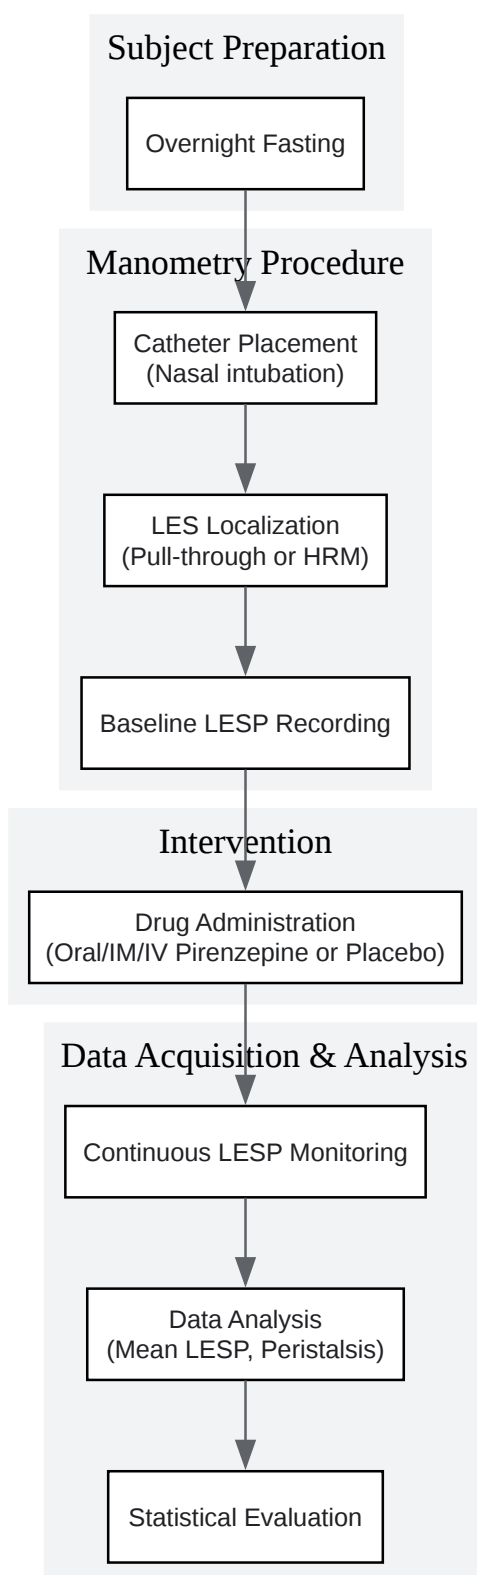 Subject Preparation
Overnight Fasting
Manometry Procedure
Catheter Placement
(Nasal intubation)
LES Localization
(Pull-through or HRM)
Baseline LESP Recording
Intervention
Drug Administration
(Oral/IM/IV Pirenzepine or Placebo)
Data Acquisition & Analysis
Continuous LESP Monitoring
Data Analysis
(Mean LESP, Peristalsis)
Statistical Evaluation